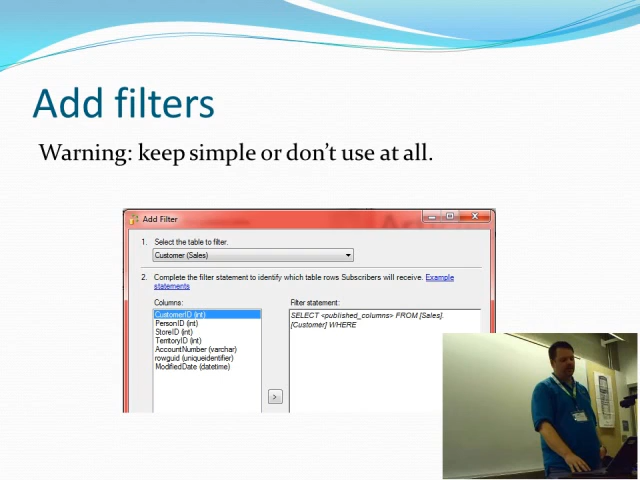 Add filters
Warning: keep simple or don't use at all.
Add Filter
1. Select the table to filter.
Customer (Sales)
2. Complete the filter statement to identify which table rows Subscribers will receive. Example
statements
Columns:
Filter statement:
CustomerID (int)
PersonID (int)
StoreID (int)
TerritoryID (int)
AccountNumber (varchar)
rowguid (uniqueidentifier)
ModifiedDate (datetime)
SELECT <published_columns> FROM [Sales].
[Customer] WHERE
>